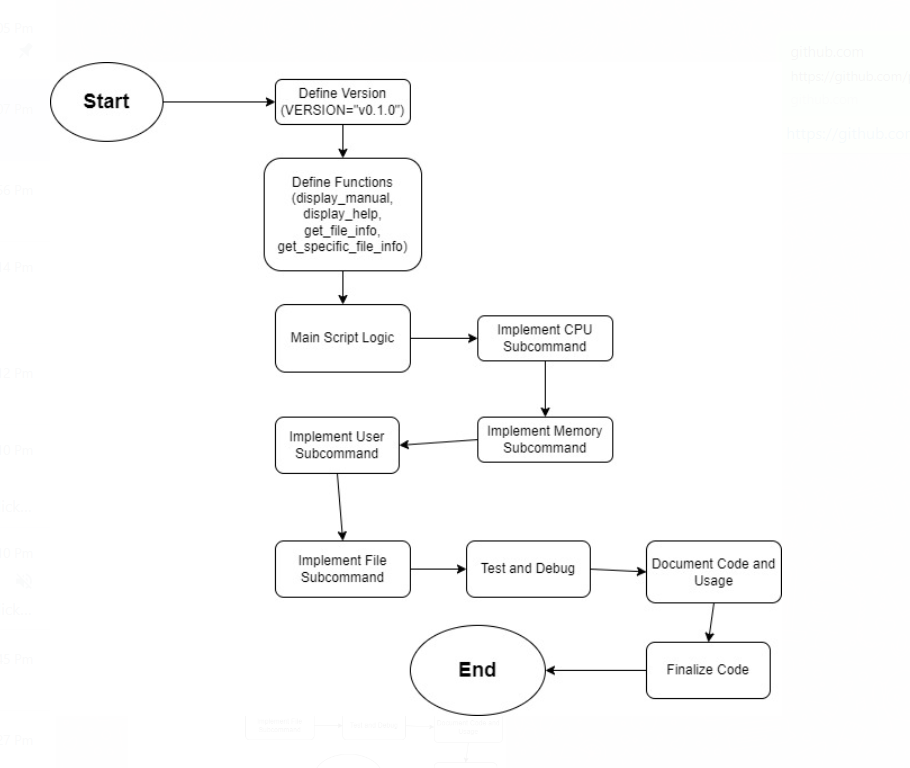 Start
Define Version
(VERSION="v0.1.0")
Define Functions
(display_manual,
display_help,
get_file_info,
get_specific_file_info)
Main Script Logic
Implement CPU
Subcommand
Implement Memory
Subcommand
Implement User
Subcommand
Implement File
Subcommand
Test and Debug
Document Code and
Usage
Finalize Code
End
github.com